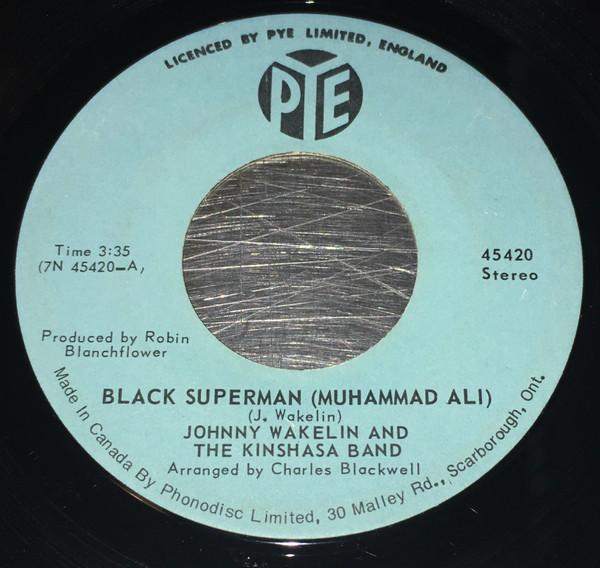 LICENCED BY PYE LIMITED, ENGLAND
PYE
Time 3:35
(7N 45420-A,
45420
Stereo
Produced by Robin
Blanchflower
BLACK SUPERMAN (MUHAMMAD ALI)
(J. Wakelin)
JOHNNY WAKELIN AND
THE KINSHASA BAND
Arranged by Charles Blackwell
Made In Canada By Phonodisc Limited, 30 Malley Rd., Scarborough, Ont.